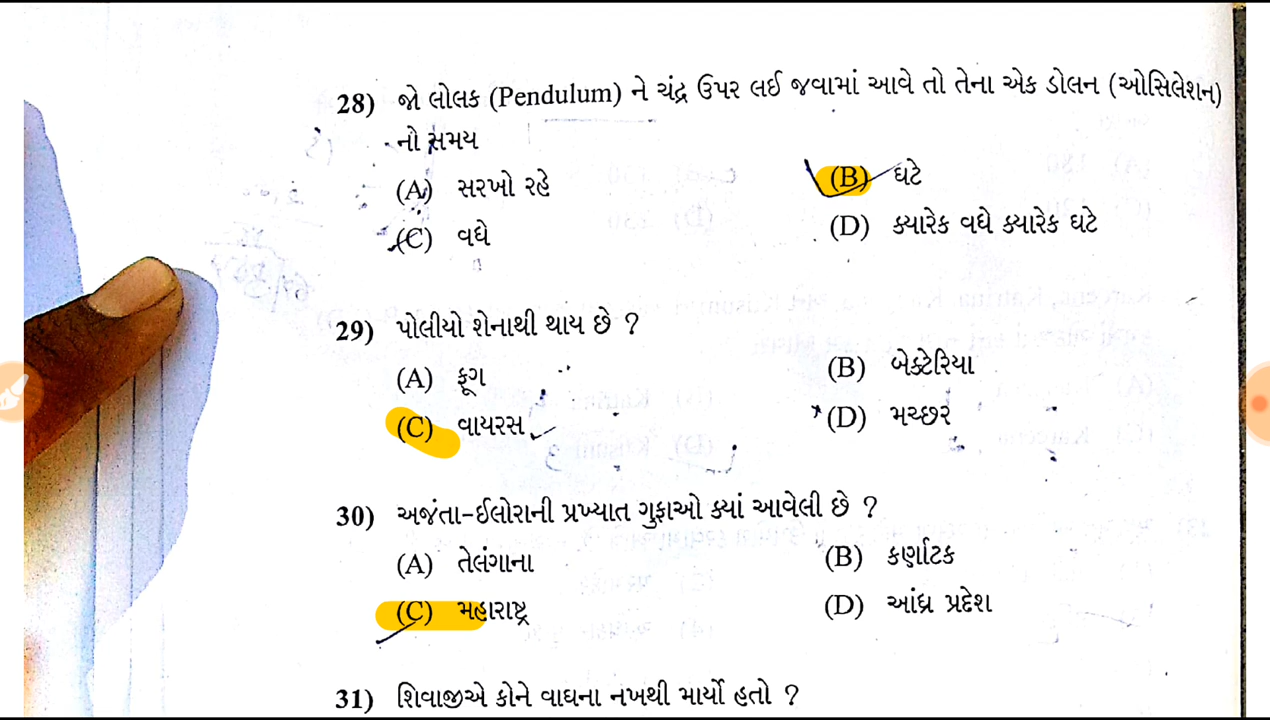 28) જો લોલક (Pendulum) ને ચંદ્ર ઉપર લઈ જવામાં આવે તો તેના એક ડોલન (ઓસિલેશન)
નો સમય
(A) સરખો રહે (B) ઘટે
(C) વધે (D) ક્યારેક વધે ક્યારેક ઘટે
29) પોલીયો શેનાથી થાય છે ?
(A) ફૂગ (B) બેક્ટેરિયા
(C) વાયરસ (D) મચ્છર
30) અજંતા-ઈલોરાની પ્રખ્યાત ગુફાઓ ક્યાં આવેલી છે ?
(A) તેલંગાના (B) કર્ણાટક
(C) મહારાષ્ટ્ર (D) આંધ્ર પ્રદેશ
31) શિવાજીએ કોને વાઘના નખથી માર્યો હતો ?